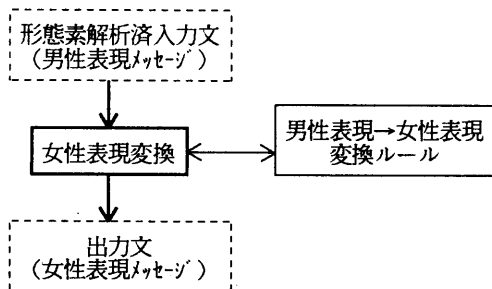 形態素解析済入力文
（男性表現ﾒｯｾｰｼﾞ）
女性表現変換
男性表現→女性表現
変換ルール
出力文
（女性表現ﾒｯｾｰｼﾞ）